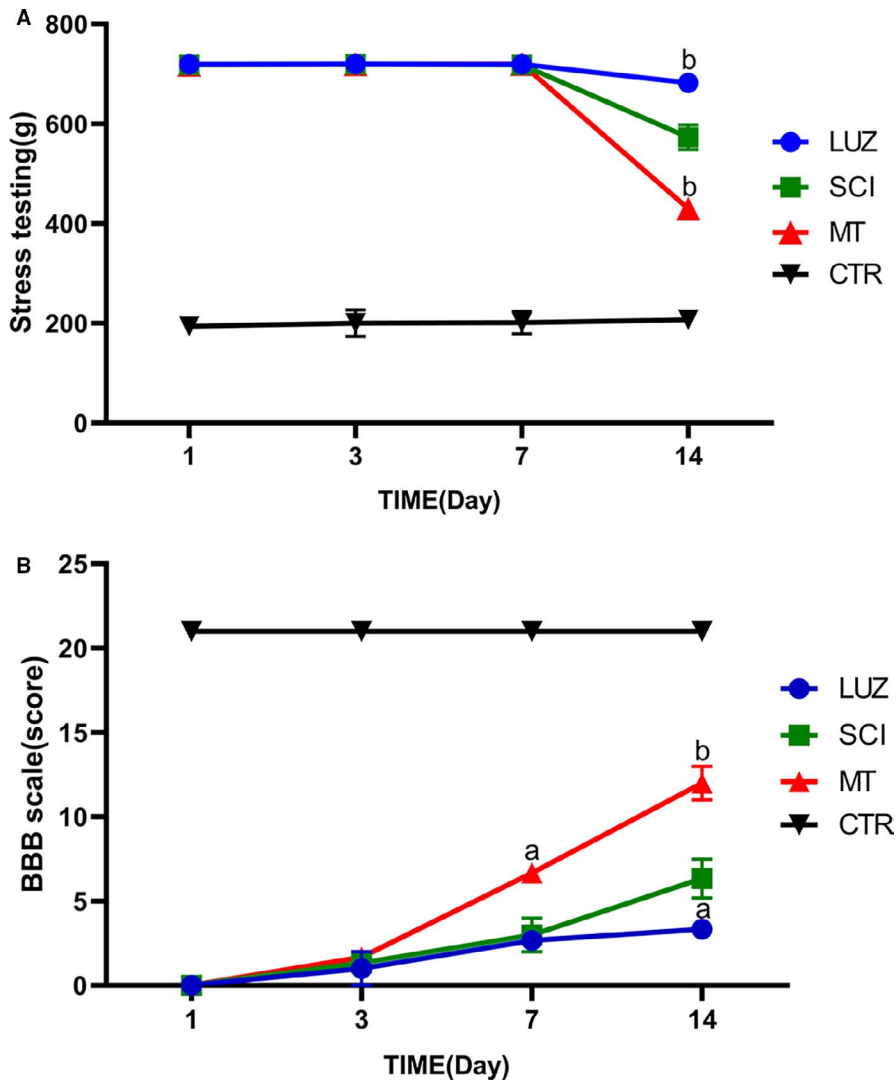 A
800
600
400
200
0
Stress testing(g)
b
b
LUZ
SCI
MT
CTR
1 3 7 14
TIME(Day)
B
25
20
15
10
5
0
BBB scale(score)
b
a
a
LUZ
SCI
MT
CTR
1 3 7 14
TIME(Day)